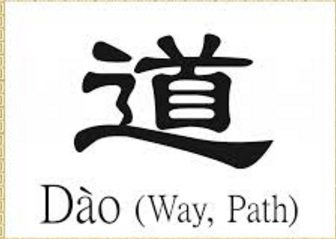 道
Dào (Way, Path)